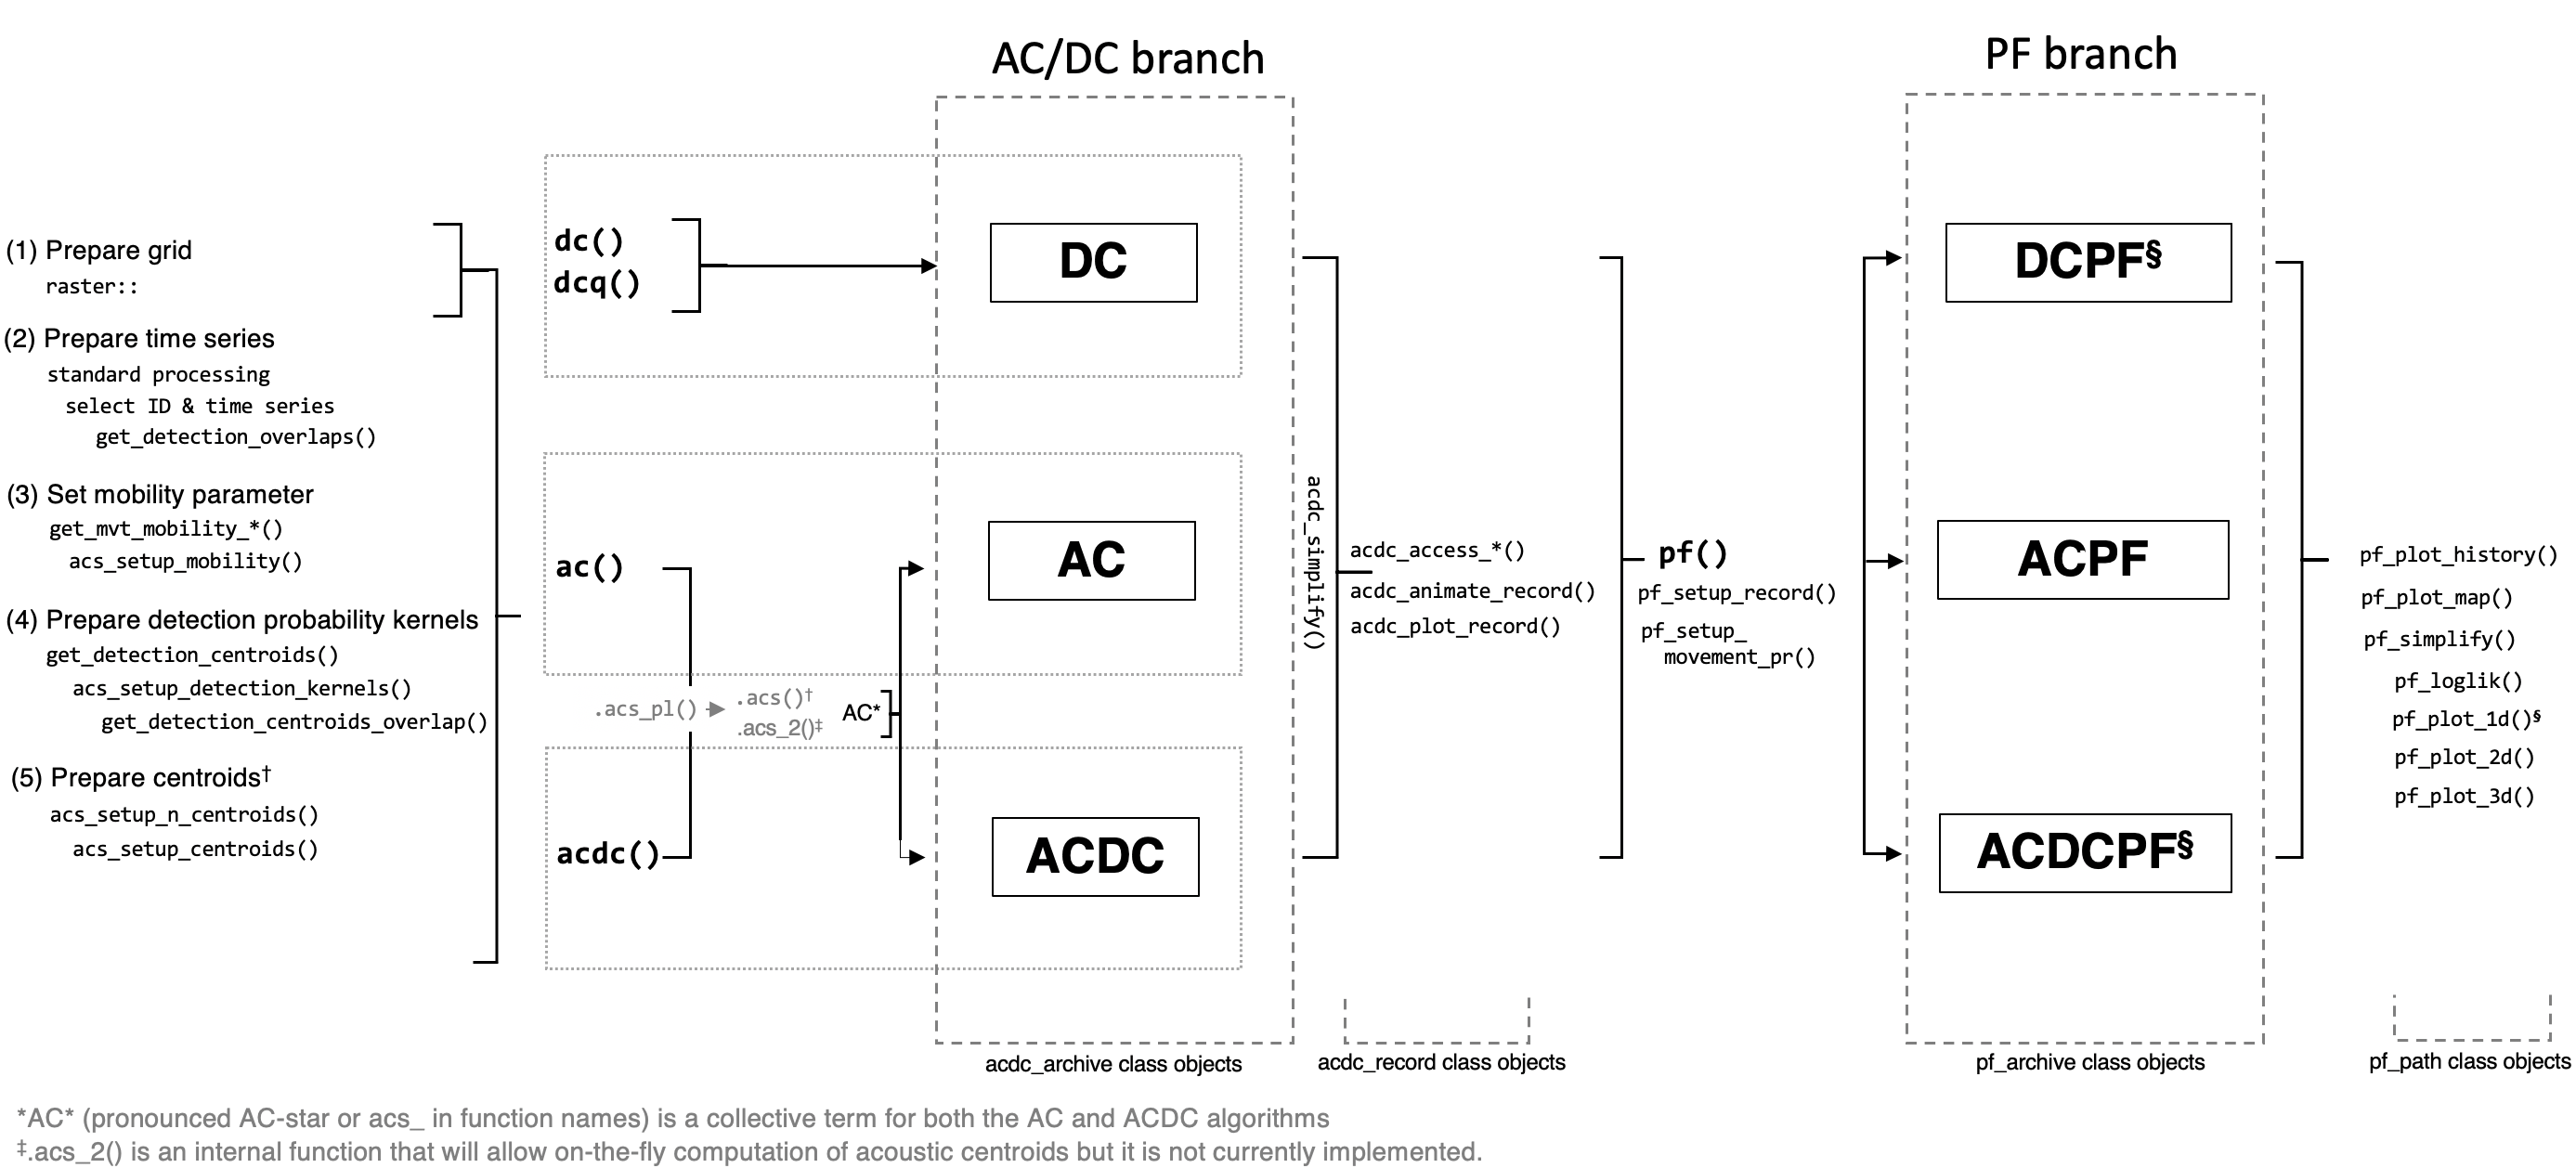 AC/DC branch
PF branch
(1) Prepare grid
raster::
(2) Prepare time series
standard processing
select ID & time series
get_detection_overlaps()
(3) Set mobility parameter
get_mvt_mobility_*()
acs_setup_mobility()
(4) Prepare detection probability kernels
get_detection_centroids()
acs_setup_detection_kernels()
get_detection_centroids_overlap()
(5) Prepare centroids†
acs_setup_n_centroids()
acs_setup_centroids()
dc()
dcq()
DC
ac()
AC
.acs_pl()
.acs()†
.acs_2()‡
AC*
acdc()
ACDC
acdc_archive class objects
acdc_simplify()
acdc_access_*()
acdc_animate_record()
acdc_plot_record()
acdc_record class objects
pf()
pf_setup_record()
pf_setup_
movement_pr()
DCPF§
ACPF
ACDCPF§
pf_archive class objects
pf_plot_history()
pf_plot_map()
pf_simplify()
pf_loglik()
pf_plot_1d()§
pf_plot_2d()
pf_plot_3d()
pf_path class objects
*AC* (pronounced AC-star or acs_ in function names) is a collective term for both the AC and ACDC algorithms
‡.acs_2() is an internal function that will allow on-the-fly computation of acoustic centroids but it is not currently implemented.